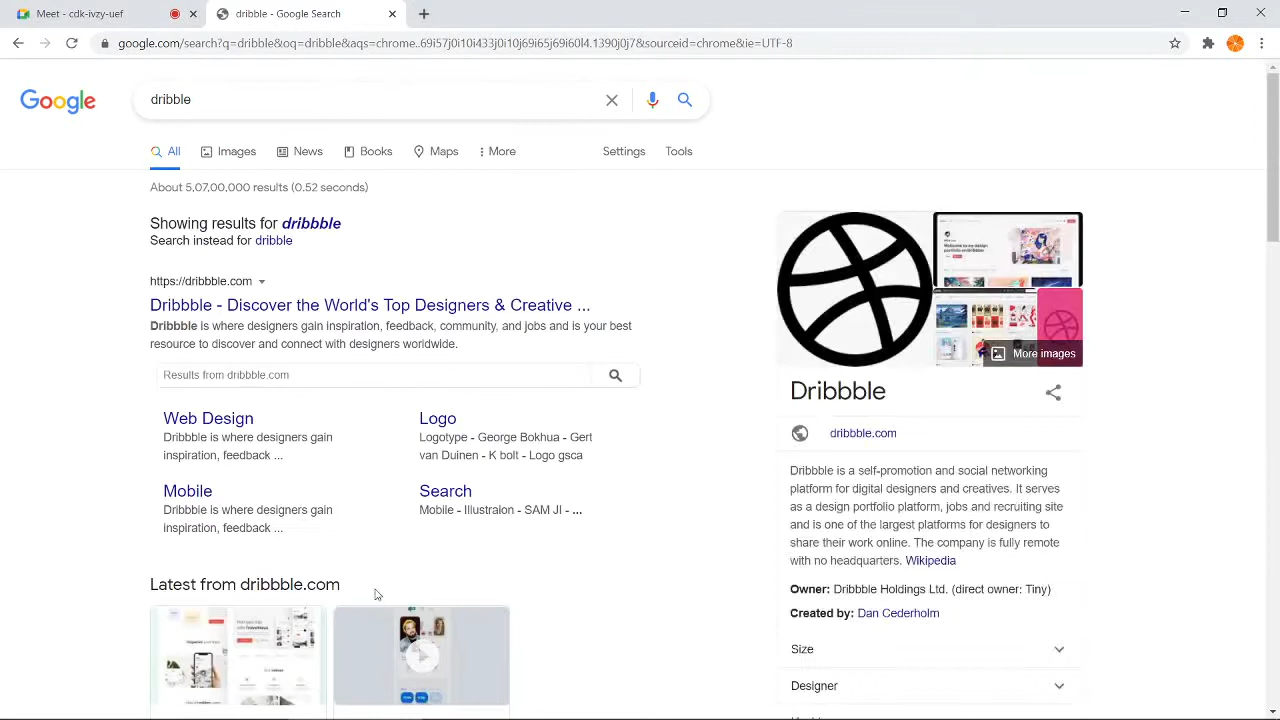 Meet - cdk-ivzy-uef
dribble - Google Search
google.com/search?q=dribble&oq=dribble&aqs=chrome..69i57j0i10i433j0i10j69i65j69i60l4.1390j0j7&sourceid=chrome&ie=UTF-8
Google
dribble
All
Images
News
Books
Maps
More
Settings
Tools
About 5,07,00,000 results (0.52 seconds)
Showing results for dribbble
Search instead for dribble
https://dribbble.com
Dribbble - Discover the World's Top Designers & Creative ...
Dribbble is where designers gain inspiration, feedback, community, and jobs and is your best
resource to discover and connect with designers worldwide.
Results from dribbble.com
Web Design
Dribbble is where designers gain
inspiration, feedback ...
Logo
Logotype - George Bokhua - Gert
van Duinen - K bolt - Logo gsca
Mobile
Dribbble is where designers gain
inspiration, feedback ...
Search
Mobile - Illustraion - SAM JI - ...
Latest from dribbble.com
More images
Dribbble
dribbble.com
Dribbble is a self-promotion and social networking
platform for digital designers and creatives. It serves
as a design portfolio platform, jobs and recruiting site
and is one of the largest platforms for designers to
share their work online. The company is fully remote
with no headquarters. Wikipedia
Owner: Dribbble Holdings Ltd. (direct owner: Tiny)
Created by: Dan Cederholm
Size
Designer